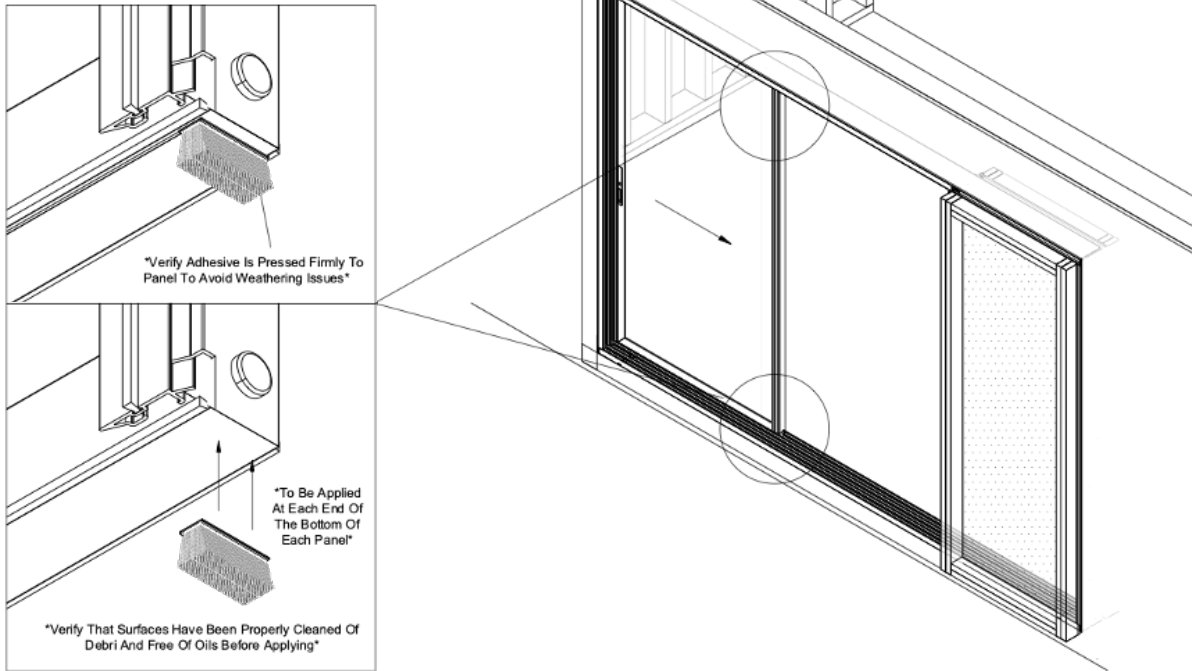 *Verify Adhesive Is Pressed Firmly To
Panel To Avoid Weathering Issues*
*To Be Applied
At Each End Of
The Bottom Of
Each Panel*
*Verify That Surfaces Have Been Properly Cleaned Of
Debri And Free Of Oils Before Applying*